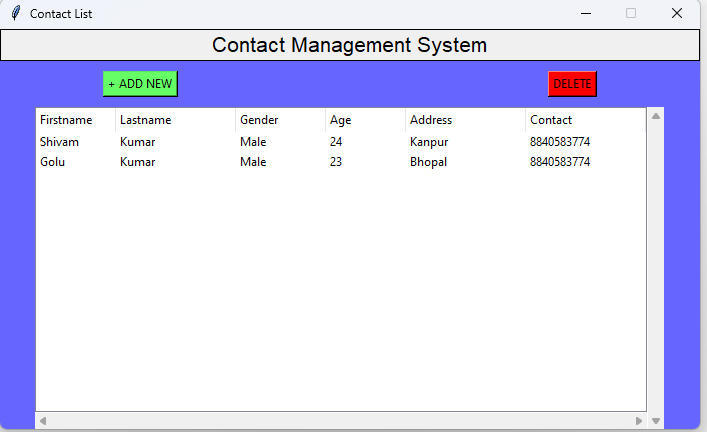 Contact List
Contact Management System
+ ADD NEW DELETE
Firstname Lastname Gender Age Address Contact
Shivam Kumar Male 24 Kanpur 8840583774
Golu Kumar Male 23 Bhopal 8840583774